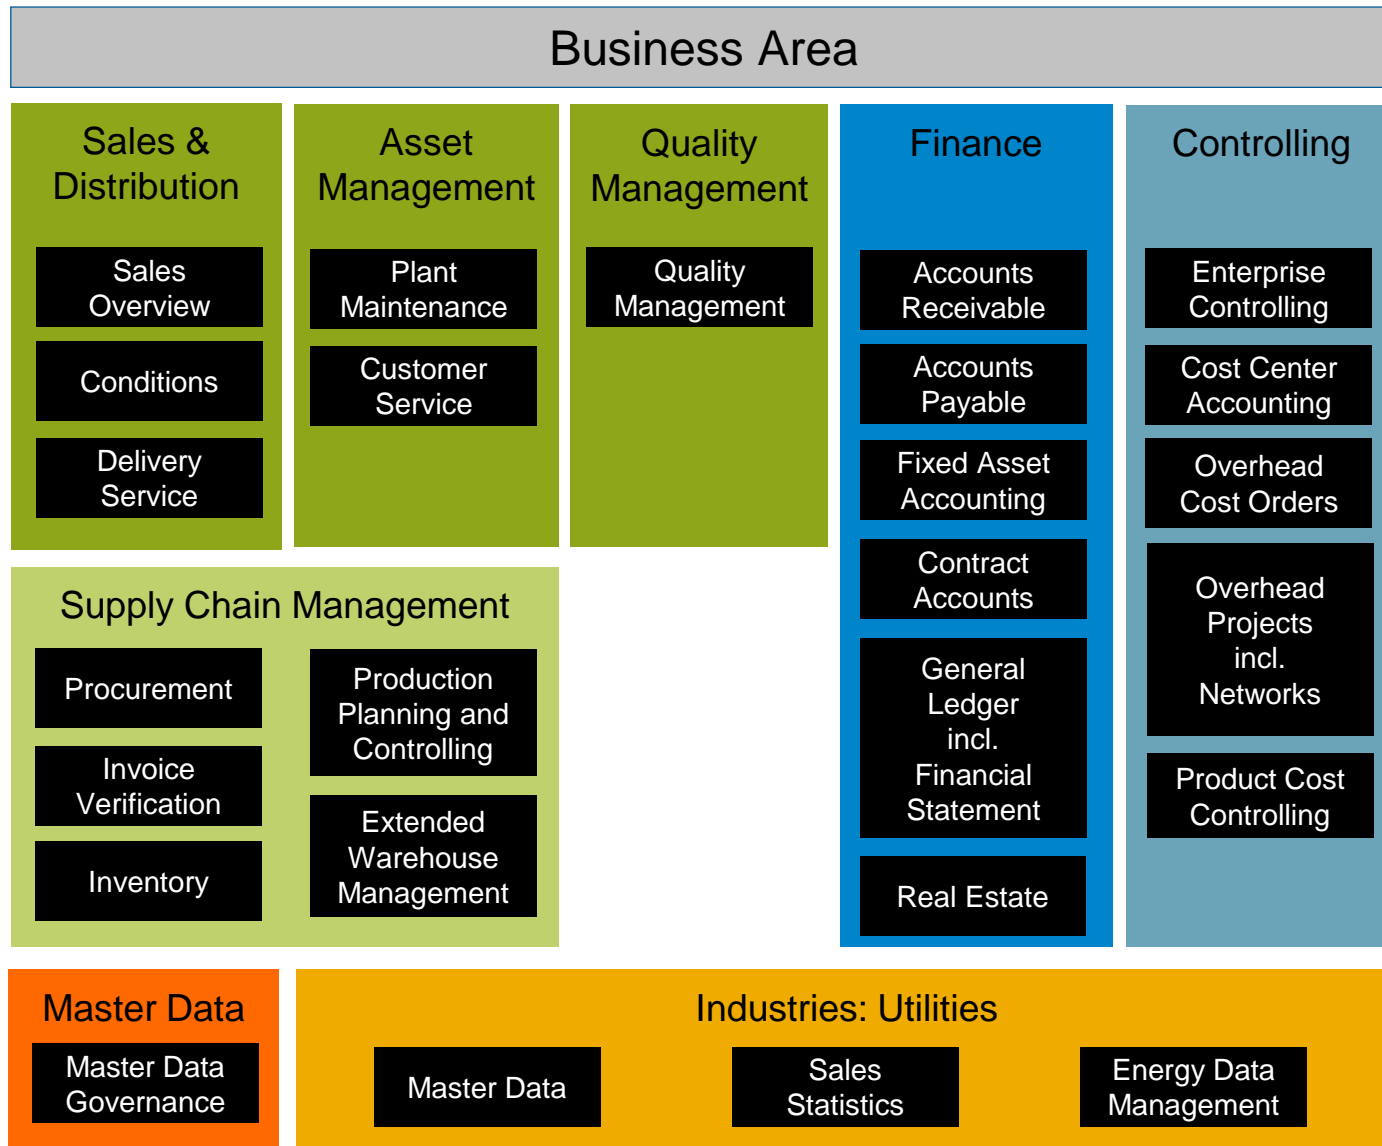 Business Area
Sales &
Distribution
Sales
Overview
Conditions
Delivery
Service
Asset
Management
Plant
Maintenance
Customer
Service
Quality
Management
Quality
Management
Finance
Accounts
Receivable
Accounts
Payable
Fixed Asset
Accounting
Contract
Accounts
General
Ledger
incl.
Financial
Statement
Real Estate
Controlling
Enterprise
Controlling
Cost Center
Accounting
Overhead
Cost Orders
Overhead
Projects
incl.
Networks
Product Cost
Controlling
Supply Chain Management
Procurement
Invoice
Verification
Inventory
Production
Planning and
Controlling
Extended
Warehouse
Management
Master Data
Master Data
Governance
Industries: Utilities
Master Data
Sales
Statistics
Energy Data
Management